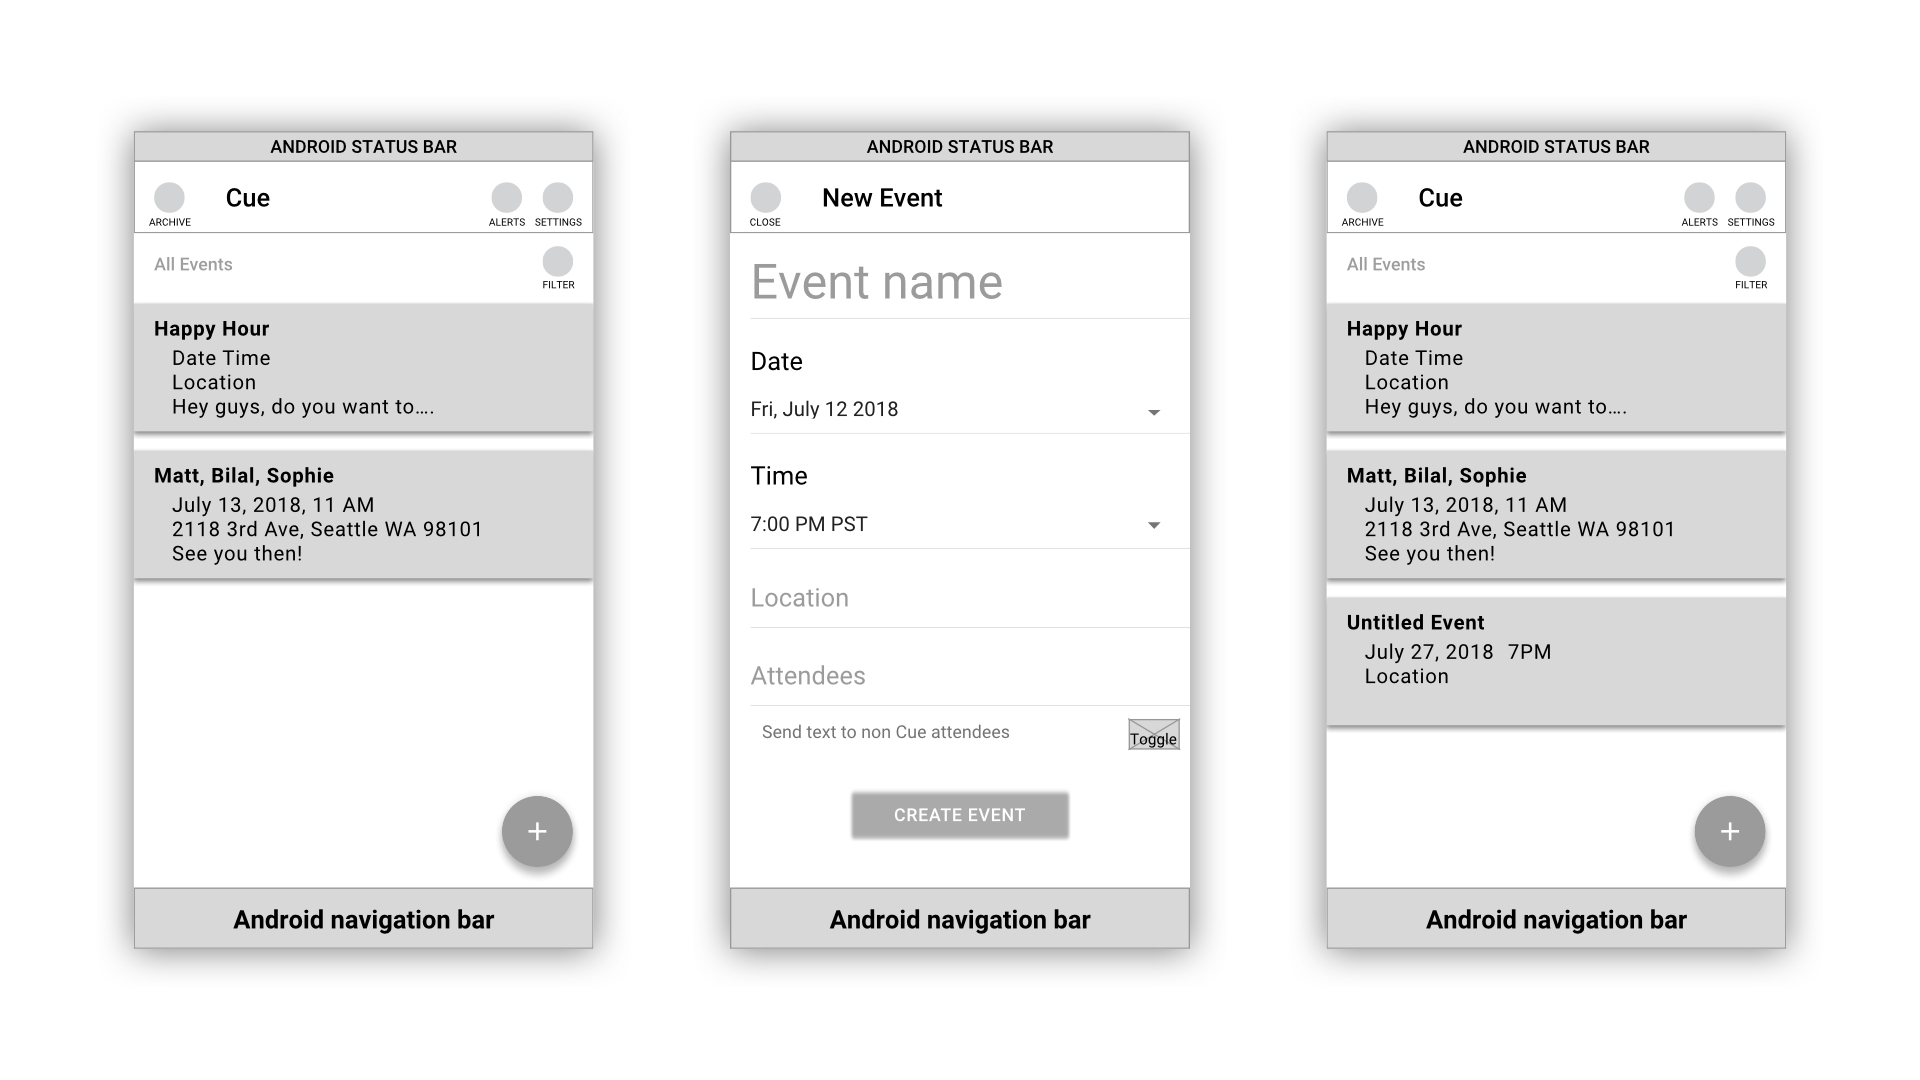 ANDROID STATUS BAR
Cue
ARCHIVE
ALERTS
SETTINGS
All Events
FILTER
Happy Hour
Date Time
Location
Hey guys, do you want to....
Matt, Bilal, Sophie
July 13, 2018, 11 AM
2118 3rd Ave, Seattle WA 98101
See you then!
+
Android navigation bar
ANDROID STATUS BAR
New Event
CLOSE
Event name
Date
Fri, July 12 2018
Time
7:00 PM PST
Location
Attendees
Send text to non Cue attendees
Toggle
CREATE EVENT
Android navigation bar
ANDROID STATUS BAR
Cue
ARCHIVE
ALERTS
SETTINGS
All Events
FILTER
Happy Hour
Date Time
Location
Hey guys, do you want to....
Matt, Bilal, Sophie
July 13, 2018, 11 AM
2118 3rd Ave, Seattle WA 98101
See you then!
Untitled Event
July 27, 2018  7PM
Location
+
Android navigation bar